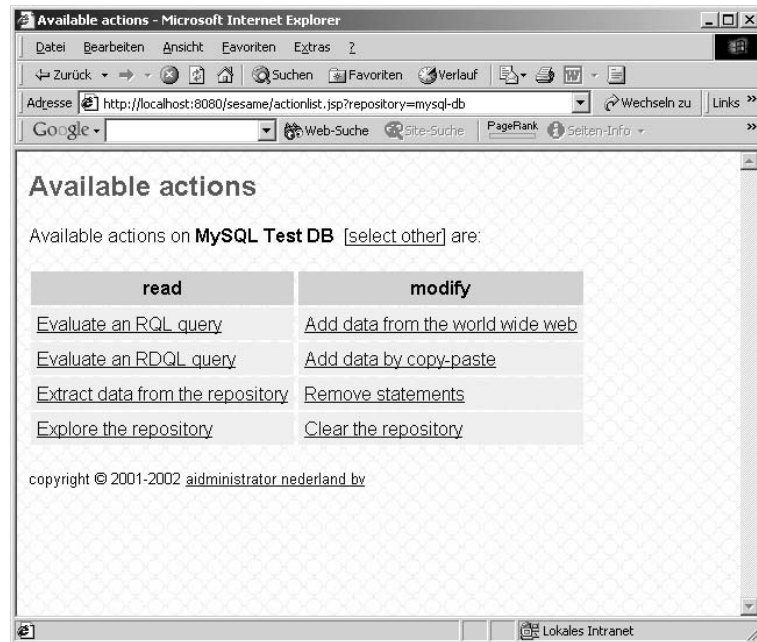 Available actions - Microsoft Internet Explorer
Datei Bearbeiten Ansicht Favoriten Extras ?
Zurück Suchen Favoriten Verlauf
Adresse http://localhost:8080/sesame/actionlist.jsp?repository=mysql-db Wechseln zu Links »
Google Web-Suche Site-Suche PageRank Seiten-Info »
Available actions
Available actions on MySQL Test DB [select other] are:
read modify
Evaluate an RQL query Add data from the world wide web
Evaluate an RDQL query Add data by copy-paste
Extract data from the repository Remove statements
Explore the repository Clear the repository
copyright © 2001-2002 aidministrator nederland bv
Lokales Intranet